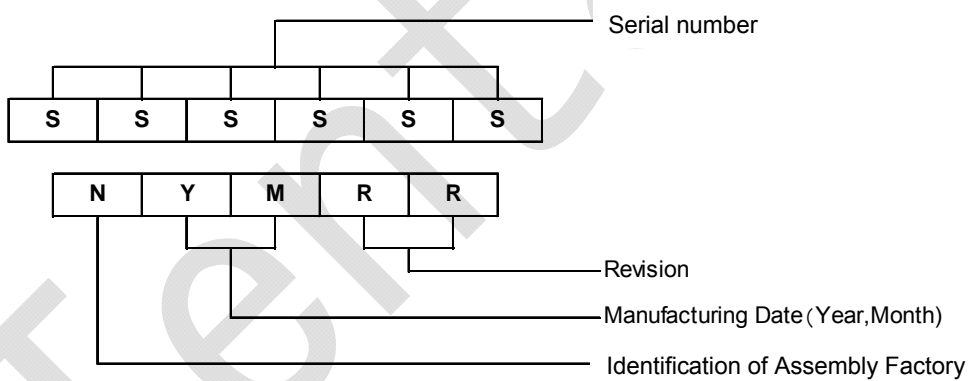 Serial number
S S S S S S
N Y M R R
Revision
Manufacturing Date (Year,Month)
Identification of Assembly Factory